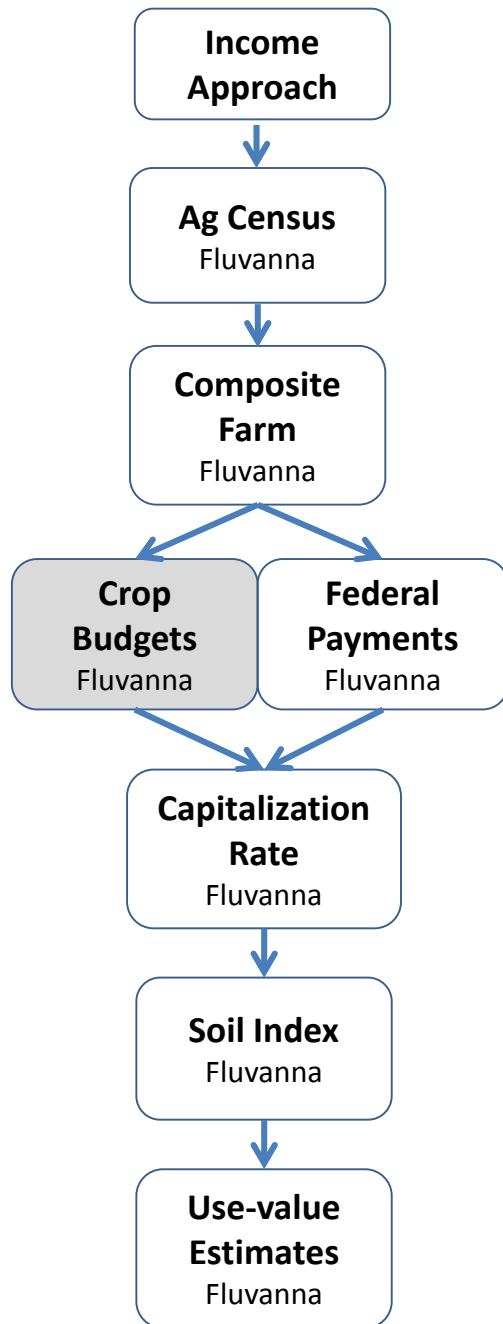 Income
Approach
Ag Census
Fluvanna
Composite
Farm
Fluvanna
Crop
Budgets
Fluvanna
Federal
Payments
Fluvanna
Capitalization
Rate
Fluvanna
Soil Index
Fluvanna
Use-value
Estimates
Fluvanna